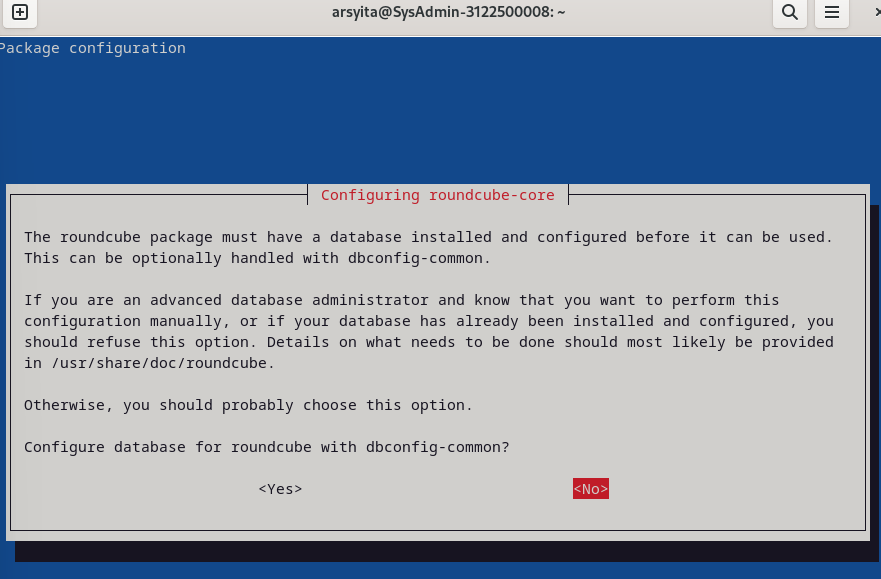 arsyita@SysAdmin-3122500008: ~
Package configuration
Configuring roundcube-core
The roundcube package must have a database installed and configured before it can be used.
This can be optionally handled with dbconfig-common.
If you are an advanced database administrator and know that you want to perform this
configuration manually, or if your database has already been installed and configured, you
should refuse this option. Details on what needs to be done should most likely be provided
in /usr/share/doc/roundcube.
Otherwise, you should probably choose this option.
Configure database for roundcube with dbconfig-common?
<Yes> <No>